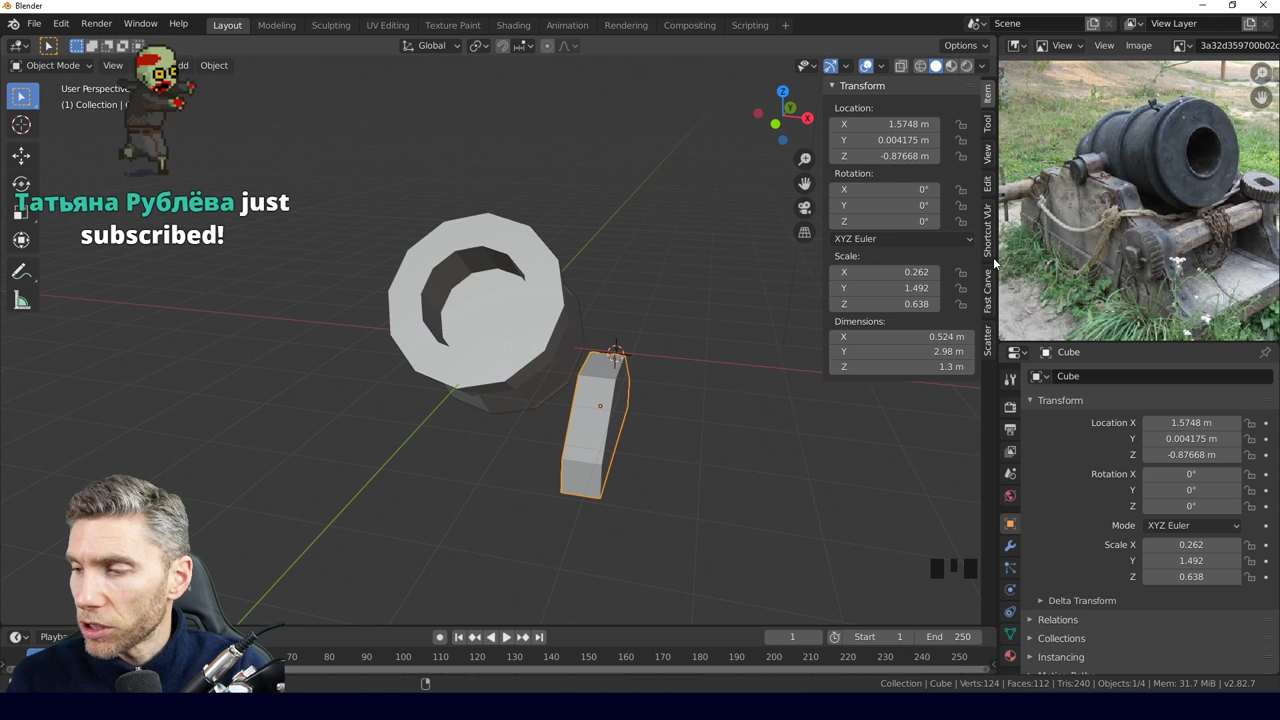 Blender
File
Edit
Render
Window
Help
Layout
Modeling
Sculpting
UV Editing
Texture Paint
Shading
Animation
Rendering
Compositing
Scripting
+
Scene
View Layer
Global
Options
View
View
Image
3a32d359700b02c
Object Mode
View
Object
User Perspective
(1) Collection |
Татьяна Рублёва just
subscribed!
Z
Y
X
Transform
Location:
X 1.5748 m
Y 0.004175 m
Z -0.87668 m
Rotation:
X 0°
Y 0°
Z 0°
XYZ Euler
Scale:
X 0.262
Y 1.492
Z 0.638
Dimensions:
X 0.524 m
Y 2.98 m
Z 1.3 m
Item
Tool
View
Edit
Shortcut VUr
Fast Carve
Scatter
Cube
Cube
Transform
Location X 1.5748 m
Y 0.004175 m
Z -0.87668 m
Rotation X 0°
Y 0°
Z 0°
Mode XYZ Euler
Scale X 0.262
Y 1.492
Z 0.638
Delta Transform
Relations
Collections
Instancing
1
Start 1
End 250
70 80 90 100 110 120 130 140 150 160 170 180 190 200 210 220 230 240 250
Collection | Cube | Verts:124 | Faces:112 | Tris:240 | Objects:1/4 | Mem: 31.7 MiB | v2.82.7